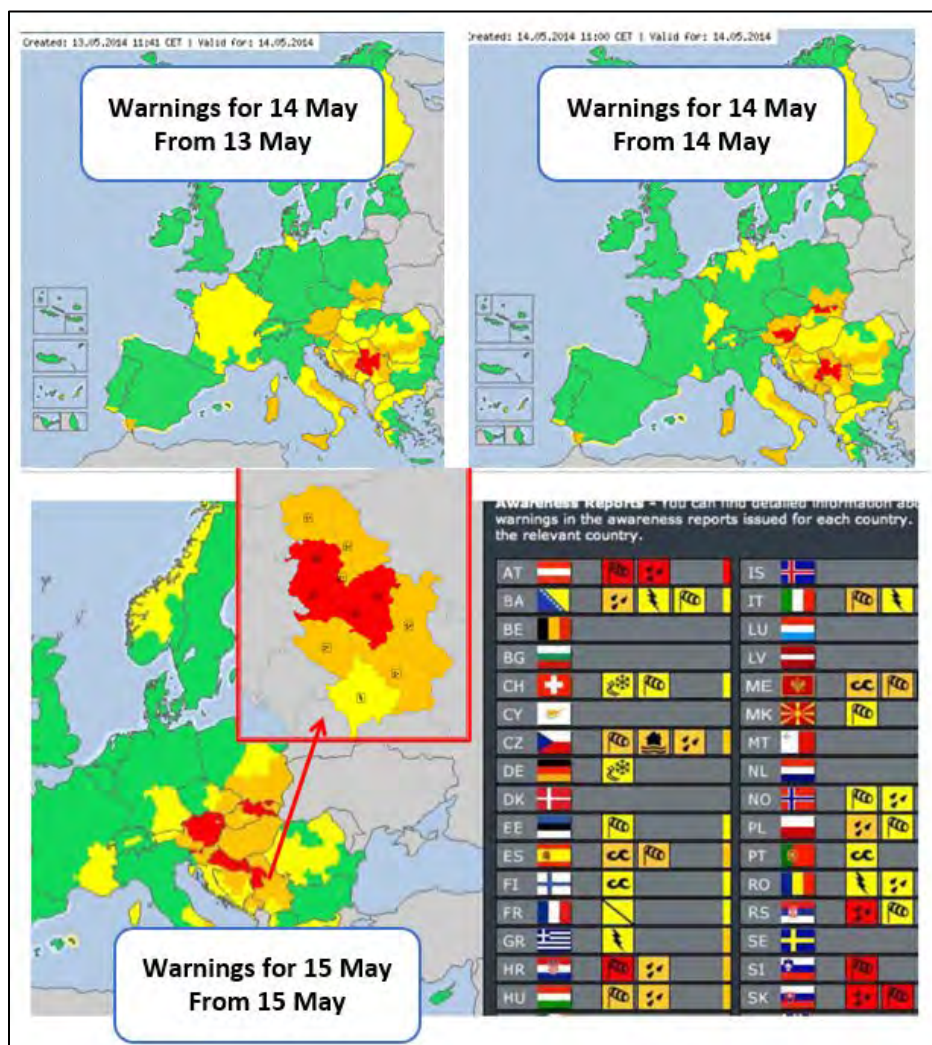 Created: 13.05.2014 11:41 CET | Valid for: 14.05.2014
Warnings for 14 May
From 13 May
reated: 14.05.2014 11:00 CET | Valid for: 14.05.2014
Warnings for 14 May
From 14 May
Warnings for 15 May
From 15 May
Awareness Reports - You can find detailed information abo
warnings in the awareness reports issued for each country.
the relevant country.
AT
BA
BE
BG
CH
CY
CZ
DE
DK
EE
ES
FI
FR
GR
HR
HU
IS
IT
LU
LV
ME
MK
MT
NL
NO
PL
PT
RO
RS
SE
SI
SK